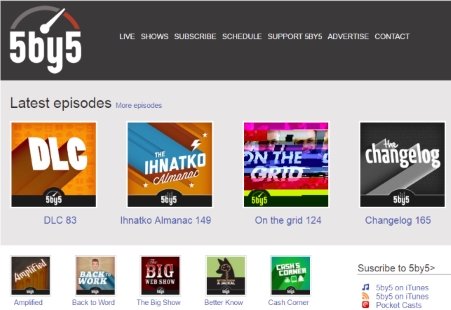 5by5
LIVE SHOWS SUBSCRIBE SCHEDULE SUPPORT 5BY5 ADVERTISE CONTACT
Latest episodes More episodes
DLC
5by5
THE IHNATKO
Almanac
5by5
ON THE
GRID
5by5
the
changelog
5by5
DLC 83
Ihnatko Almanac 149
On the grid 124
Changelog 165
Amplified
BACK to
WORK
THE
BIG
WEB SHOW
CASH'S
CORNER
Amplified
Back to Word
The Big Show
Better Know
Cash Corner
Suscribe to 5by5>
5by5 on iTunes
5by5 on iTunes
Pocket Casts